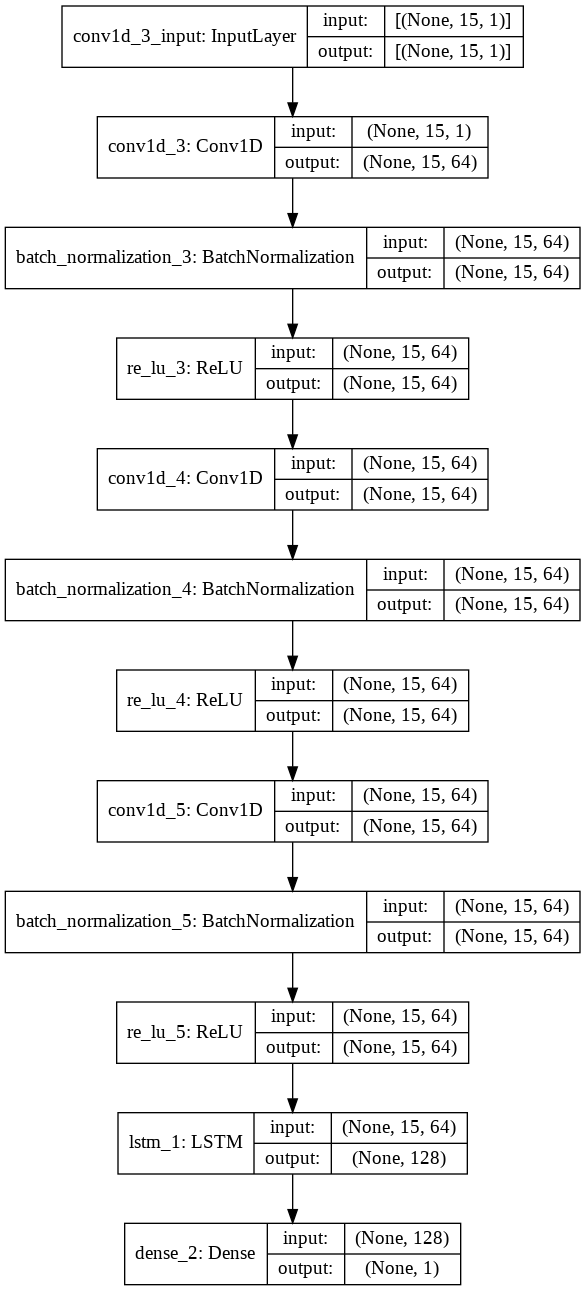 conv1d_3_input: InputLayer input: [(None, 15, 1)]
output: [(None, 15, 1)]
conv1d_3: Conv1D input: (None, 15, 1)
output: (None, 15, 64)
batch_normalization_3: BatchNormalization input: (None, 15, 64)
output: (None, 15, 64)
re_lu_3: ReLU input: (None, 15, 64)
output: (None, 15, 64)
conv1d_4: Conv1D input: (None, 15, 64)
output: (None, 15, 64)
batch_normalization_4: BatchNormalization input: (None, 15, 64)
output: (None, 15, 64)
re_lu_4: ReLU input: (None, 15, 64)
output: (None, 15, 64)
conv1d_5: Conv1D input: (None, 15, 64)
output: (None, 15, 64)
batch_normalization_5: BatchNormalization input: (None, 15, 64)
output: (None, 15, 64)
re_lu_5: ReLU input: (None, 15, 64)
output: (None, 15, 64)
lstm_1: LSTM input: (None, 15, 64)
output: (None, 128)
dense_2: Dense input: (None, 128)
output: (None, 1)